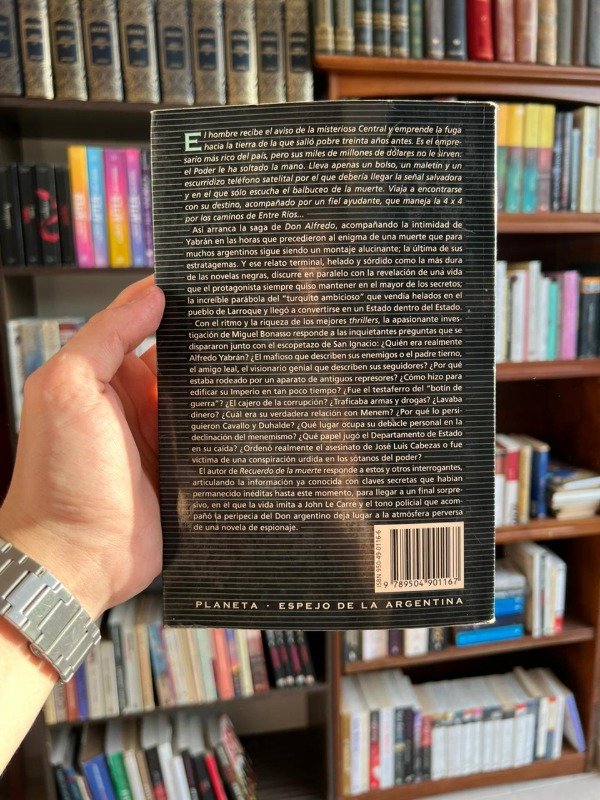 El hombre recibe el aviso de la misteriosa Central y emprende la fuga
hacia la tierra de la que salió pobre treinta años antes. Es el empre-
sario más rico del país, pero sus miles de millones de dólares no le sirven:
el Poder le ha soltado la mano. Lleva apenas un bolso, un maletín y un
escurridizo teléfono satelital por el que debería llegar la señal salvadora
y en el que sólo escucha el balbuceo de la muerte. Viaja a encontrarse
con su destino, acompañado por un fiel ayudante, que maneja la 4 x 4
por los caminos de Entre Ríos...
Así arranca la saga de Don Alfredo, acompañando la intimidad de
Yabrán en las horas que precedieron al enigma de una muerte que para
muchos argentinos sigue siendo un montaje alucinante; la última de sus
estratagemas. Y ese relato terminal, helado y sórdido como la más dura
de las novelas negras, discurre en paralelo con la revelación de una vida
que el protagonista siempre quiso mantener en el mayor de los secretos;
la increíble parábola del "turquito ambicioso" que vendía helados en el
pueblo de Larroque y llegó a convertirse en un Estado dentro del Estado.
Con el ritmo y la riqueza de los mejores thrillers, la apasionante inves-
tigación de Miguel Bonasso responde a las inquietantes preguntas que se
dispararon junto con el escopetazo de San Ignacio: ¿Quién era realmente
Alfredo Yabrán? ¿El mafioso que describen sus enemigos o el padre tierno,
el amigo leal, el visionario genial que describen sus seguidores? ¿Por qué
estaba rodeado por un aparato de antiguos represores? ¿Cómo hizo para
edificar su Imperio en tan poco tiempo? ¿Fue el testaferro del "botín de
guerra"? ¿El cajero de la corrupción? ¿Traficaba armas y drogas? ¿Lavaba
dinero? ¿Cuál era su verdadera relación con Menem? ¿Por qué lo persi-
guieron Cavallo y Duhalde? ¿Qué lugar ocupa su debacle personal en la
declinación del menemismo? ¿Qué papel jugó el Departamento de Estado
en su caída? ¿Ordenó realmente el asesinato de José Luis Cabezas o fue
víctima de una conspiración urdida en los sótanos del poder?
El autor de Recuerdo de la muerte responde a estos y otros interrogantes,
articulando la información ya conocida con claves secretas que habían
permanecido inéditas hasta este momento, para llegar a un final sorpre-
sivo, en el que la vida imita a John Le Carré y el tono policial que acom-
pañó la peripecia del Don argentino deja lugar a la atmósfera perversa
de una novela de espionaje.
ISBN 950-49-0116-6
9 789504 901167
PLANETA · ESPEJO DE LA ARGENTINA